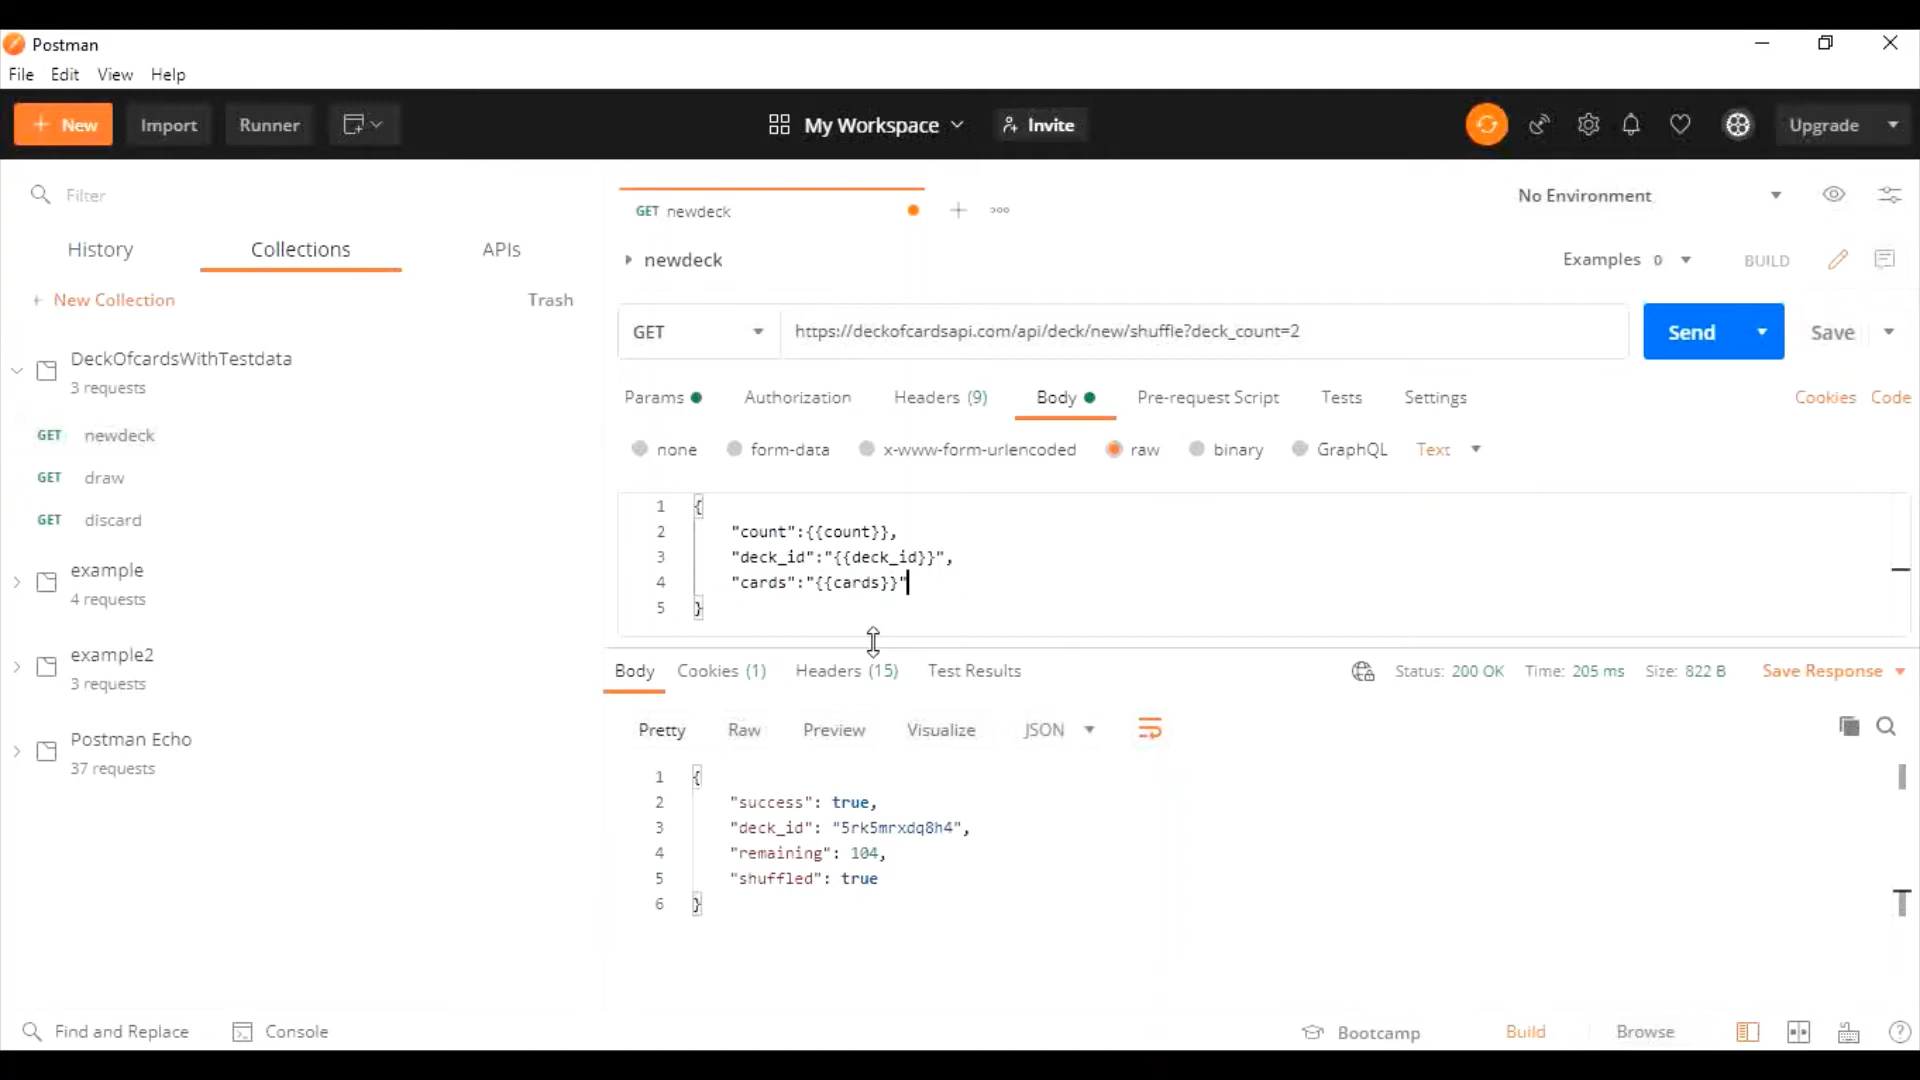 Postman
File Edit View Help
+ New Import Runner My Workspace Invite Upgrade
Filter
History Collections APIs
+ New Collection Trash
DeckOfcardsWithTestdata
3 requests
GET newdeck
GET draw
GET discard
example
4 requests
example2
3 requests
Postman Echo
37 requests
GET newdeck
No Environment
newdeck
Examples 0 BUILD
GET https://deckofcardsapi.com/api/deck/new/shuffle?deck_count=2 Send Save
Params Authorization Headers (9) Body Pre-request Script Tests Settings Cookies Code
none form-data x-www-form-urlencoded raw binary GraphQL Text
1 {
2 "count":{{count}},
3 "deck_id":"{{deck_id}}",
4 "cards":"{{cards}}"
5 }
Body Cookies (1) Headers (15) Test Results Status: 200 OK Time: 205 ms Size: 822 B Save Response
Pretty Raw Preview Visualize JSON
1 {
2 "success": true,
3 "deck_id": "5rk5mrxdq8h4",
4 "remaining": 104,
5 "shuffled": true
6 }
Find and Replace Console Bootcamp Build Browse